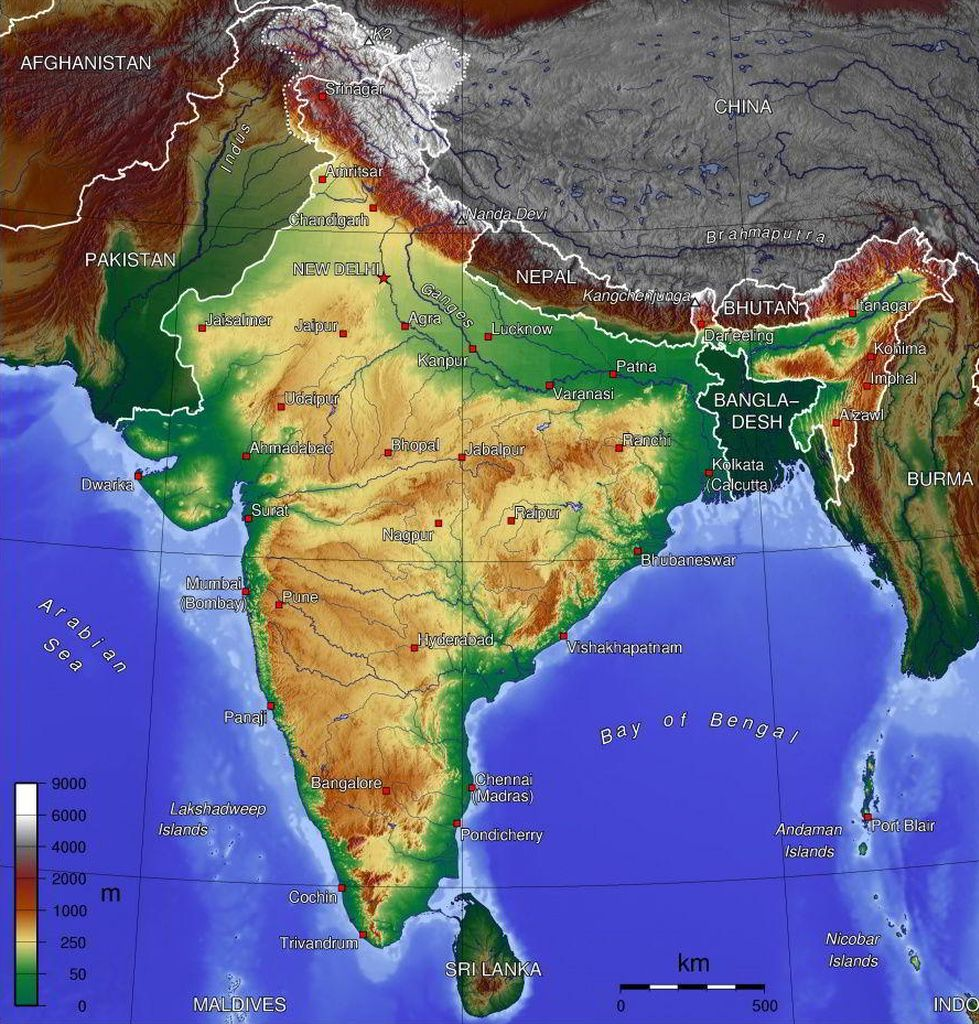 K2
AFGHANISTAN
Srinagar
CHINA
Indus
Amritsar
Chandigarh
Nanda Devi
Brahmaputra
PAKISTAN
NEW DELHI
NEPAL
Kangchenjunga
BHUTAN
Itanagar
Ganges
Jaisalmer
Jaipur
Agra
Lucknow
Darjeeling
Kohima
Kanpur
Patna
Imphal
Varanasi
Udaipur
BANGLA–
DESH
Aizawl
Ahmadabad
Bhopal
Jabalpur
Ranchi
Kolkata
(Calcutta)
BURMA
Dwarka
Surat
Nagpur
Raipur
Bhubaneswar
Mumbai
(Bombay)
Pune
Arabian
Sea
Hyderabad
Vishakhapatnam
Panaji
Bay of Bengal
Bangalore
Chennai
(Madras)
Lakshadweep
Islands
Pondicherry
Andaman
Islands
Port Blair
9000
6000
4000
2000
1000
250
50
0
m
Cochin
Trivandrum
Nicobar
Islands
SRI LANKA
km
0
500
MALDIVES
INDO